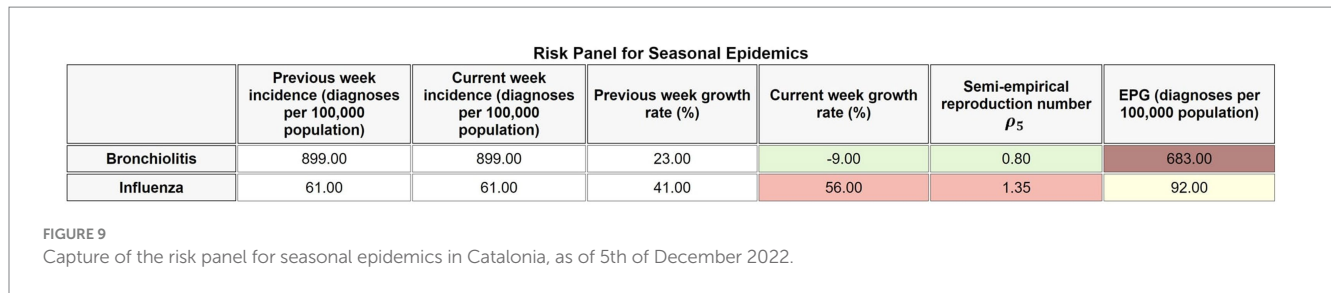 Risk Panel for Seasonal Epidemics
Previous week incidence (diagnoses per 100,000 population) Current week incidence (diagnoses per 100,000 population) Previous week growth rate (%) Current week growth rate (%) Semi-empirical reproduction number ρ₅ EPG (diagnoses per 100,000 population)
Bronchiolitis 899.00 899.00 23.00 -9.00 0.80 683.00
Influenza 61.00 61.00 41.00 56.00 1.35 92.00
FIGURE 9
Capture of the risk panel for seasonal epidemics in Catalonia, as of 5th of December 2022.